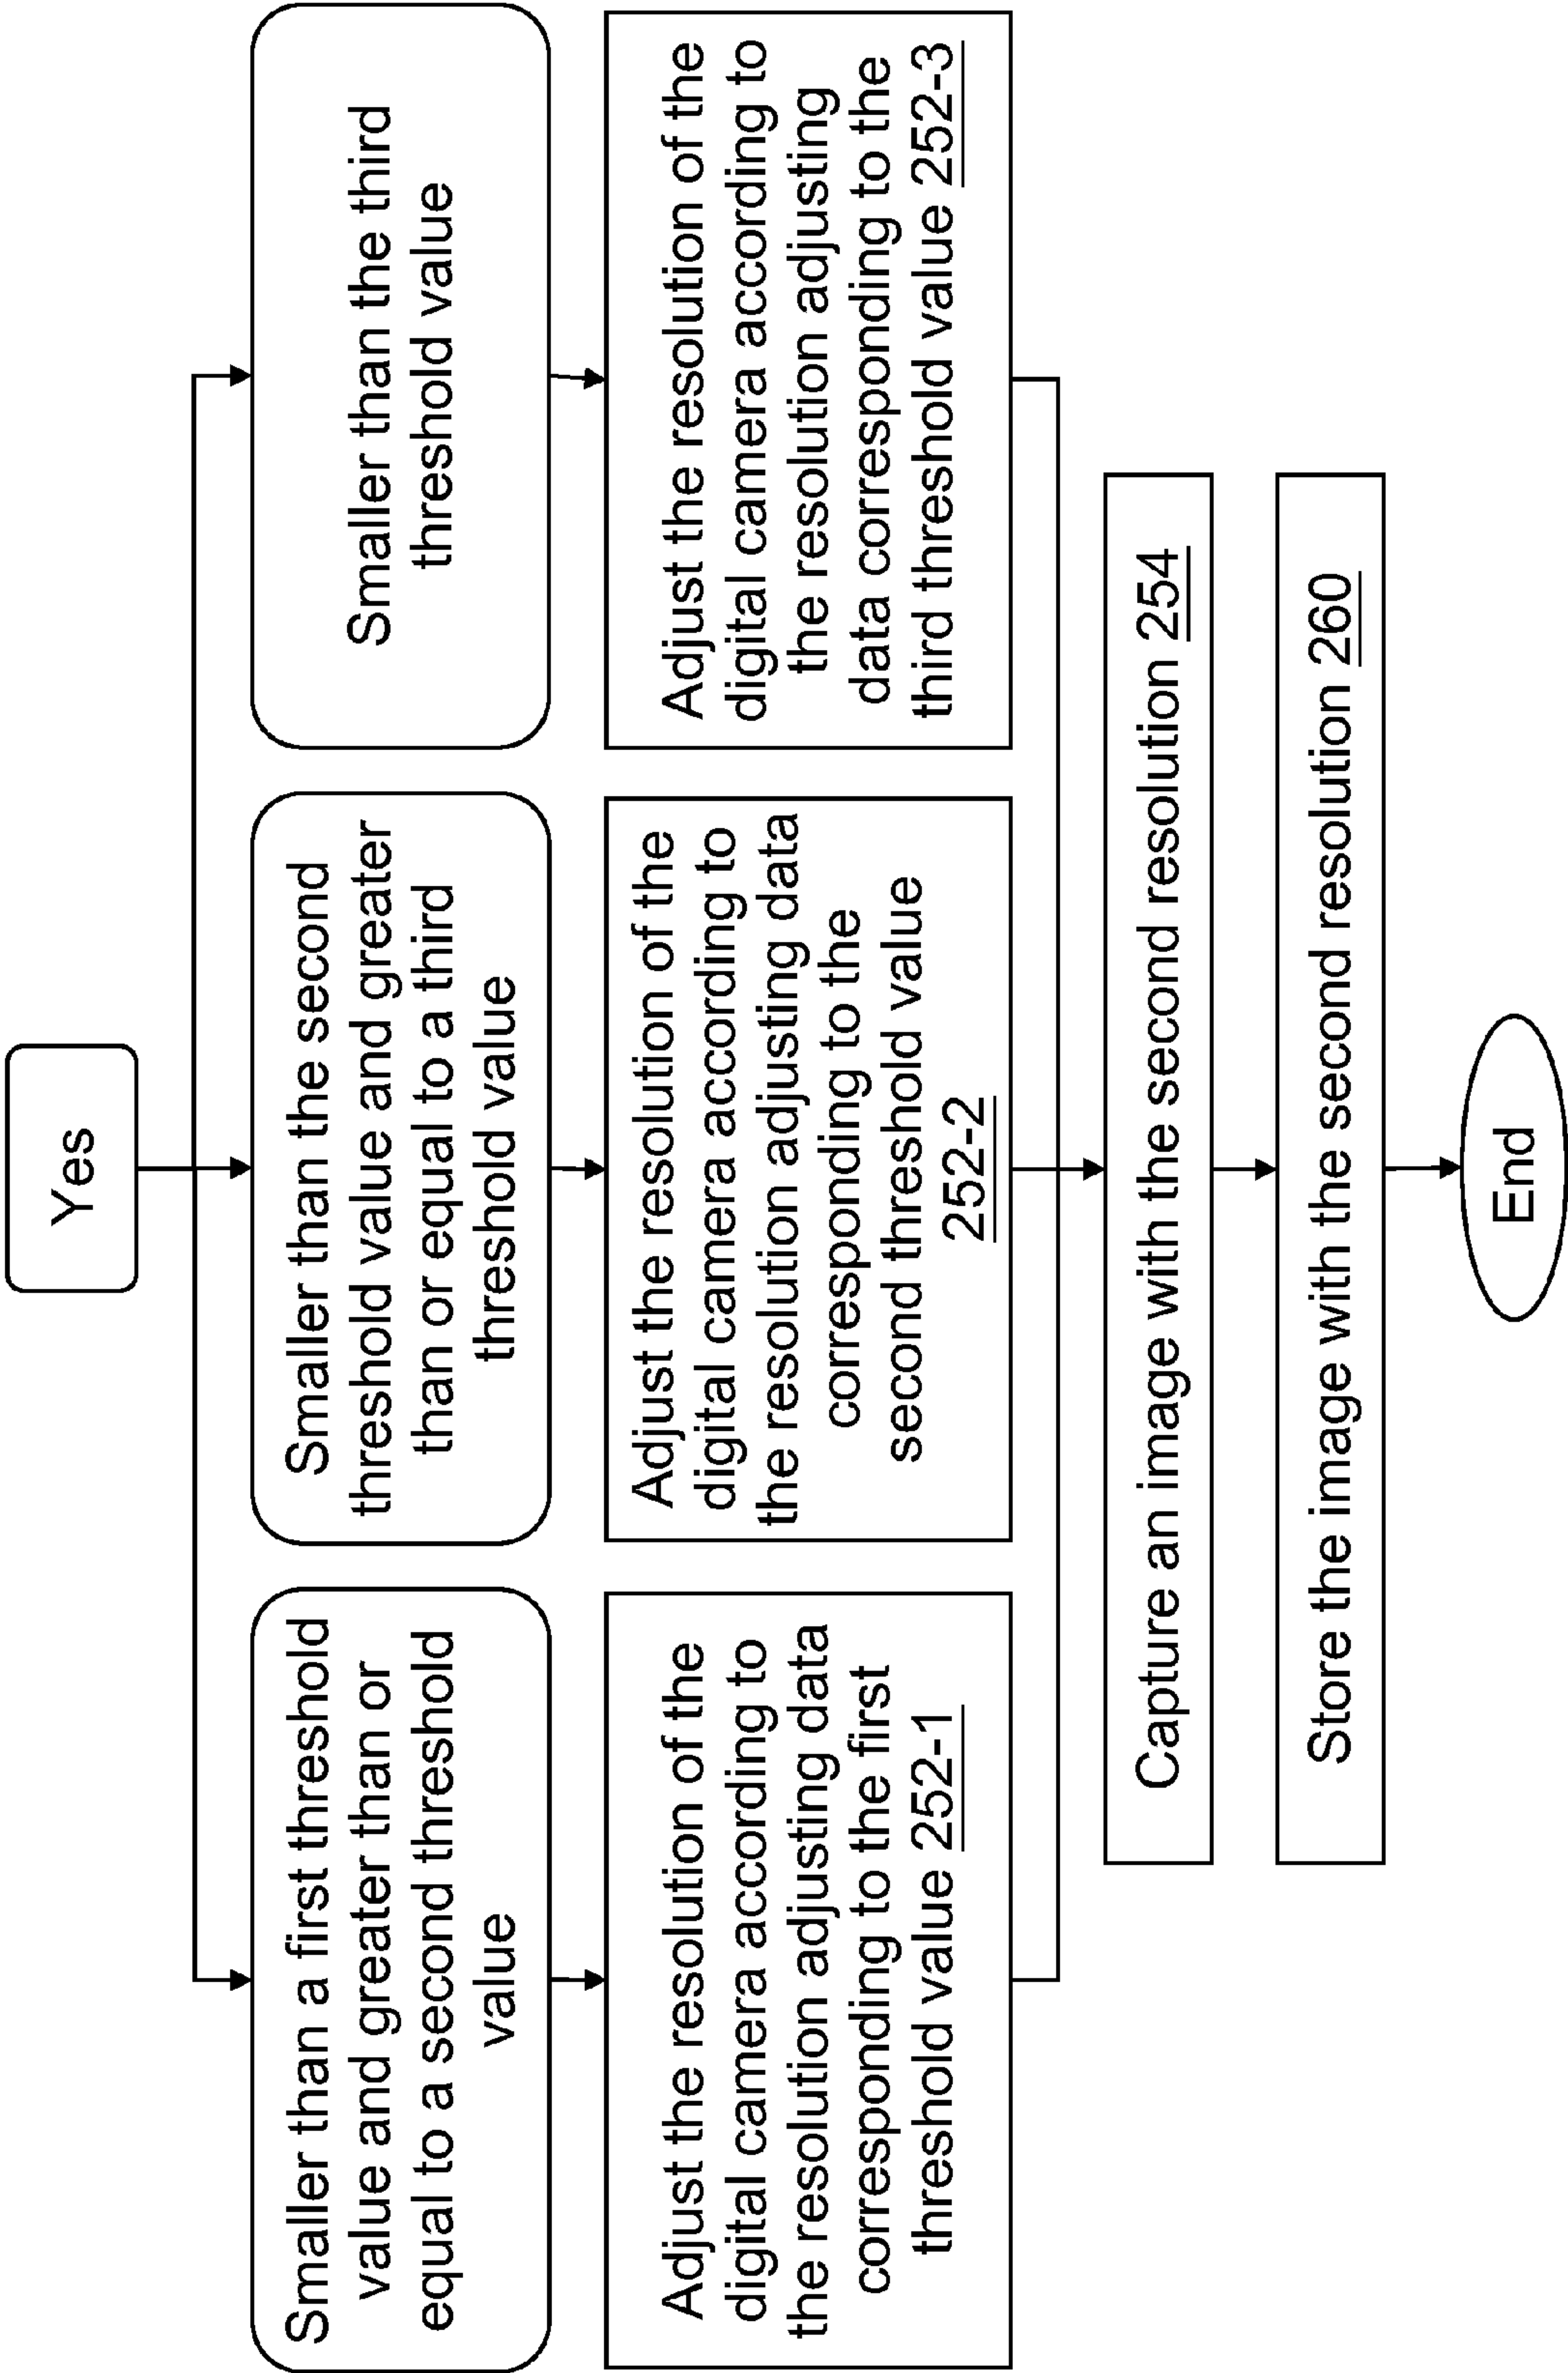 Yes
Smaller than a first threshold
value and greater than or
equal to a second threshold
value
Smaller than the second
threshold value and greater
than or equal to a third
threshold value
Smaller than the third
threshold value
Adjust the resolution of the
digital camera according to
the resolution adjusting data
corresponding to the first
threshold value 252-1
Adjust the resolution of the
digital camera according to
the resolution adjusting data
corresponding to the
second threshold value
252-2
Adjust the resolution of the
digital camera according to
the resolution adjusting
data corresponding to the
third threshold value 252-3
Capture an image with the second resolution 254
Store the image with the second resolution 260
End